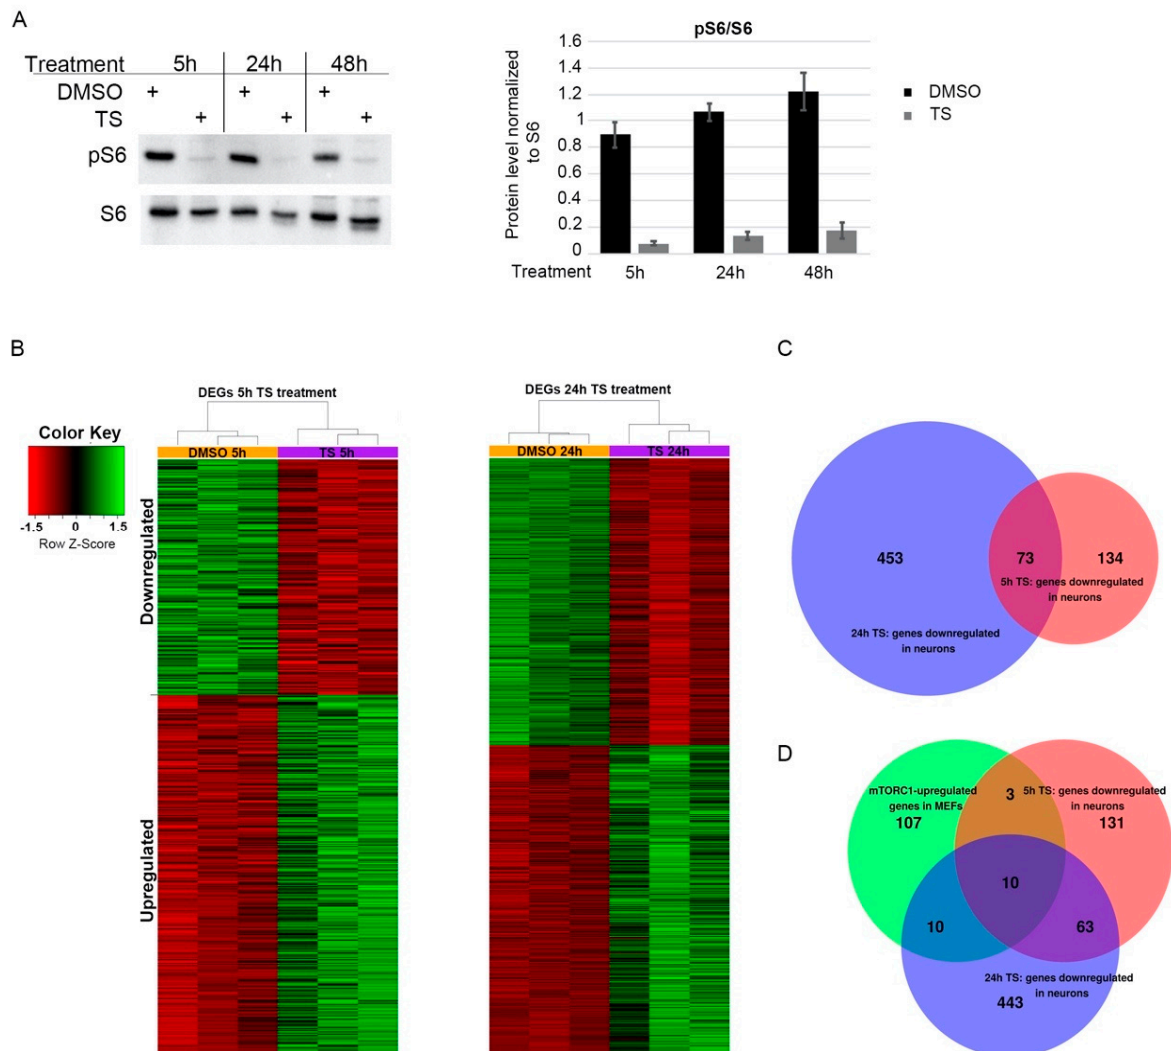 A
Treatment 5h 24h 48h
DMSO + + +
TS + + +
pS6
S6
pS6/S6
Protein level normalized
to S6
1.6
1.4
1.2
1
0.8
0.6
0.4
0.2
0
Treatment 5h 24h 48h
DMSO
TS
B
Color Key
-1.5 0 1.5
Row Z-Score
DEGs 5h TS treatment
DMSO 5h TS 5h
Downregulated
Upregulated
DEGs 24h TS treatment
DMSO 24h TS 24h
C
453 73 134
5h TS: genes downregulated
in neurons
24h TS: genes downregulated
in neurons
D
mTORC1-upregulated
genes in MEFs
107
3
5h TS: genes downregulated
in neurons
131
10
10
63
24h TS: genes downregulated
in neurons
443